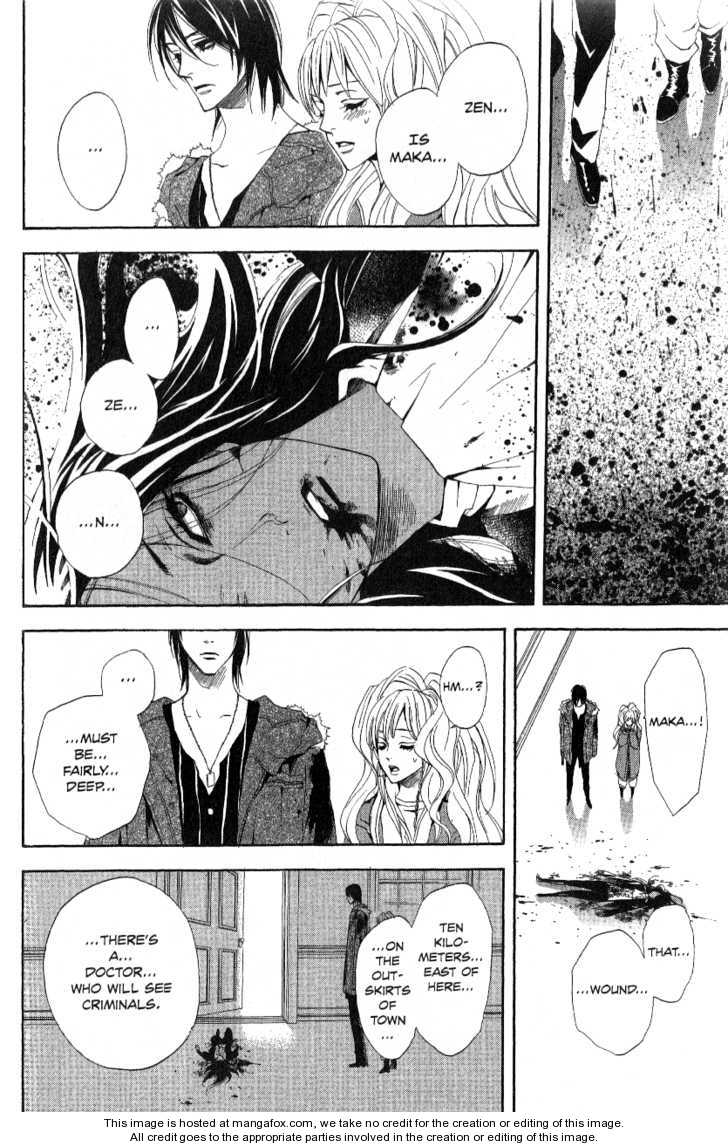 ZEN...
IS
MAKA...
...
...
ZE...
...N...
MAKA...!
THAT...
...WOUND...
HM...?
...
...MUST
BE...
FAIRLY...
DEEP...
TEN
KILO-
METERS...
EAST OF
HERE...
...ON
THE
OUT-
SKIRTS
OF
TOWN
...
...THERE'S
A...
DOCTOR...
WHO WILL SEE
CRIMINALS.
This image is hosted at mangafox.com, we take no credit for the creation or editing of this image.
All credit goes to the appropriate parties involved in the creation or editing of this image.